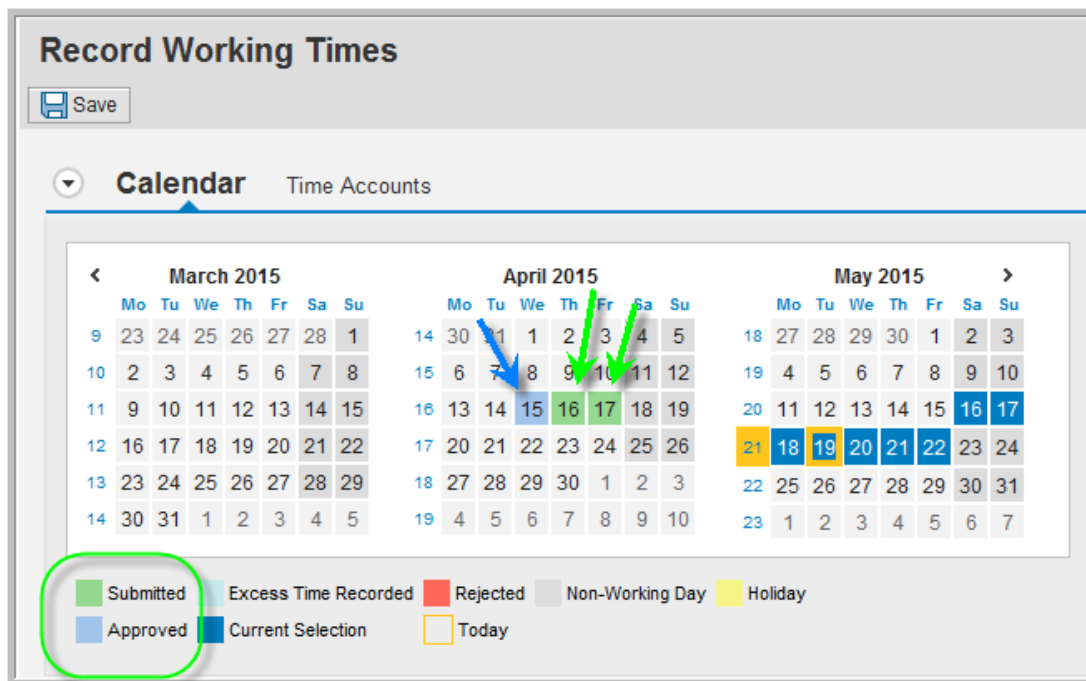 Record Working Times
Save
Calendar Time Accounts
March 2015 April 2015 May 2015
Mo Tu We Th Fr Sa Su Mo Tu We Th Fr Sa Su Mo Tu We Th Fr Sa Su
9 23 24 25 26 27 28 1 14 30 31 1 2 3 4 5 18 27 28 29 30 1 2 3
10 2 3 4 5 6 7 8 15 6 7 8 9 10 11 12 19 4 5 6 7 8 9 10
11 9 10 11 12 13 14 15 16 13 14 15 16 17 18 19 20 11 12 13 14 15 16 17
12 16 17 18 19 20 21 22 17 20 21 22 23 24 25 26 21 18 19 20 21 22 23 24
13 23 24 25 26 27 28 29 18 27 28 29 30 1 2 3 22 25 26 27 28 29 30 31
14 30 31 1 2 3 4 5 19 4 5 6 7 8 9 10 23 1 2 3 4 5 6 7
Submitted Excess Time Recorded Rejected Non-Working Day Holiday
Approved Current Selection Today